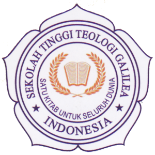 SEKOLAH TINGGI TEOLOGI GALILEA
SATU KITAB UNTUK SELURUH DUNIA
INDONESIA